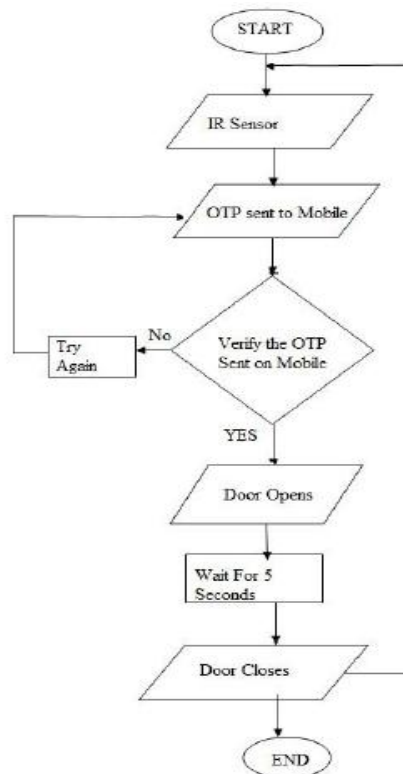 START
IR Sensor
OTP sent to Mobile
No
Try
Again
Verify the OTP
Sent on Mobile
YES
Door Opens
Wait For 5
Seconds
Door Closes
END